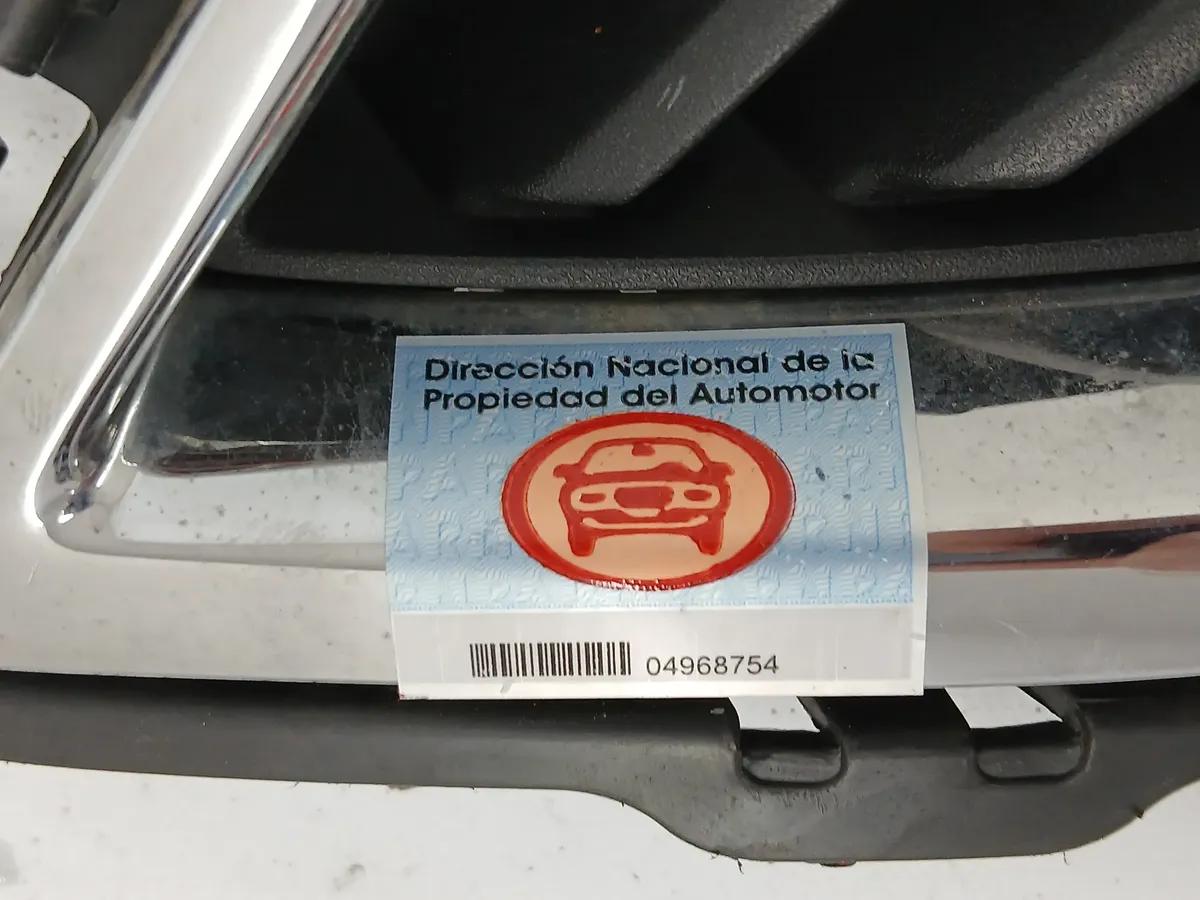 Dirección Nacional de la
Propiedad del Automotor
04968754